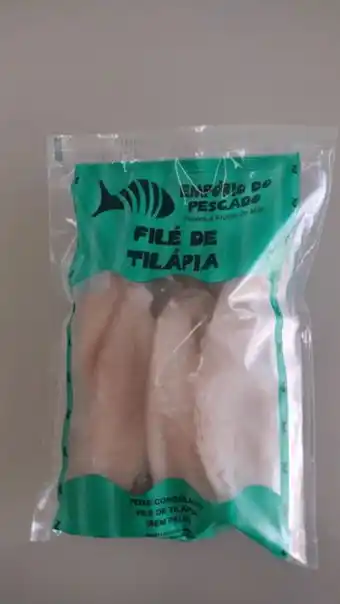 EMPÓRIO DO
PESCADO
FILÉ DE
TILÁPIA
PEIXE CONGELADO
FILÉ DE TILÁPIA
SEM PELE